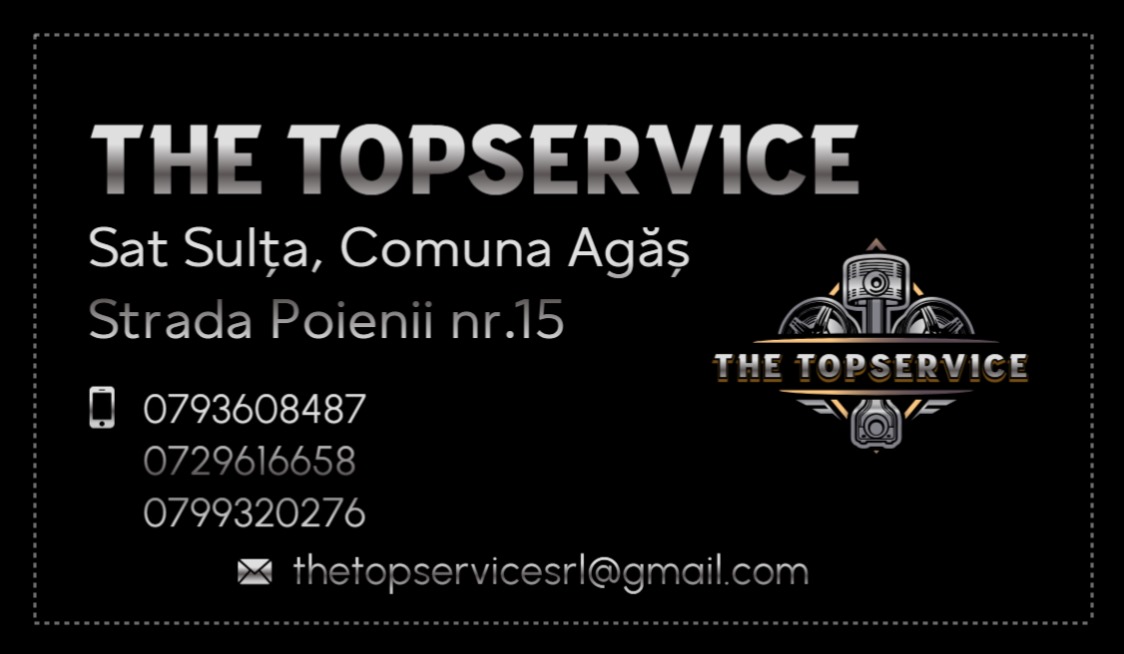 THE TOPSERVICE
Sat Sulța, Comuna Agăș
Strada Poienii nr.15
0793608487
0729616658
0799320276
thetopservicesrl@gmail.com
THE TOPSERVICE